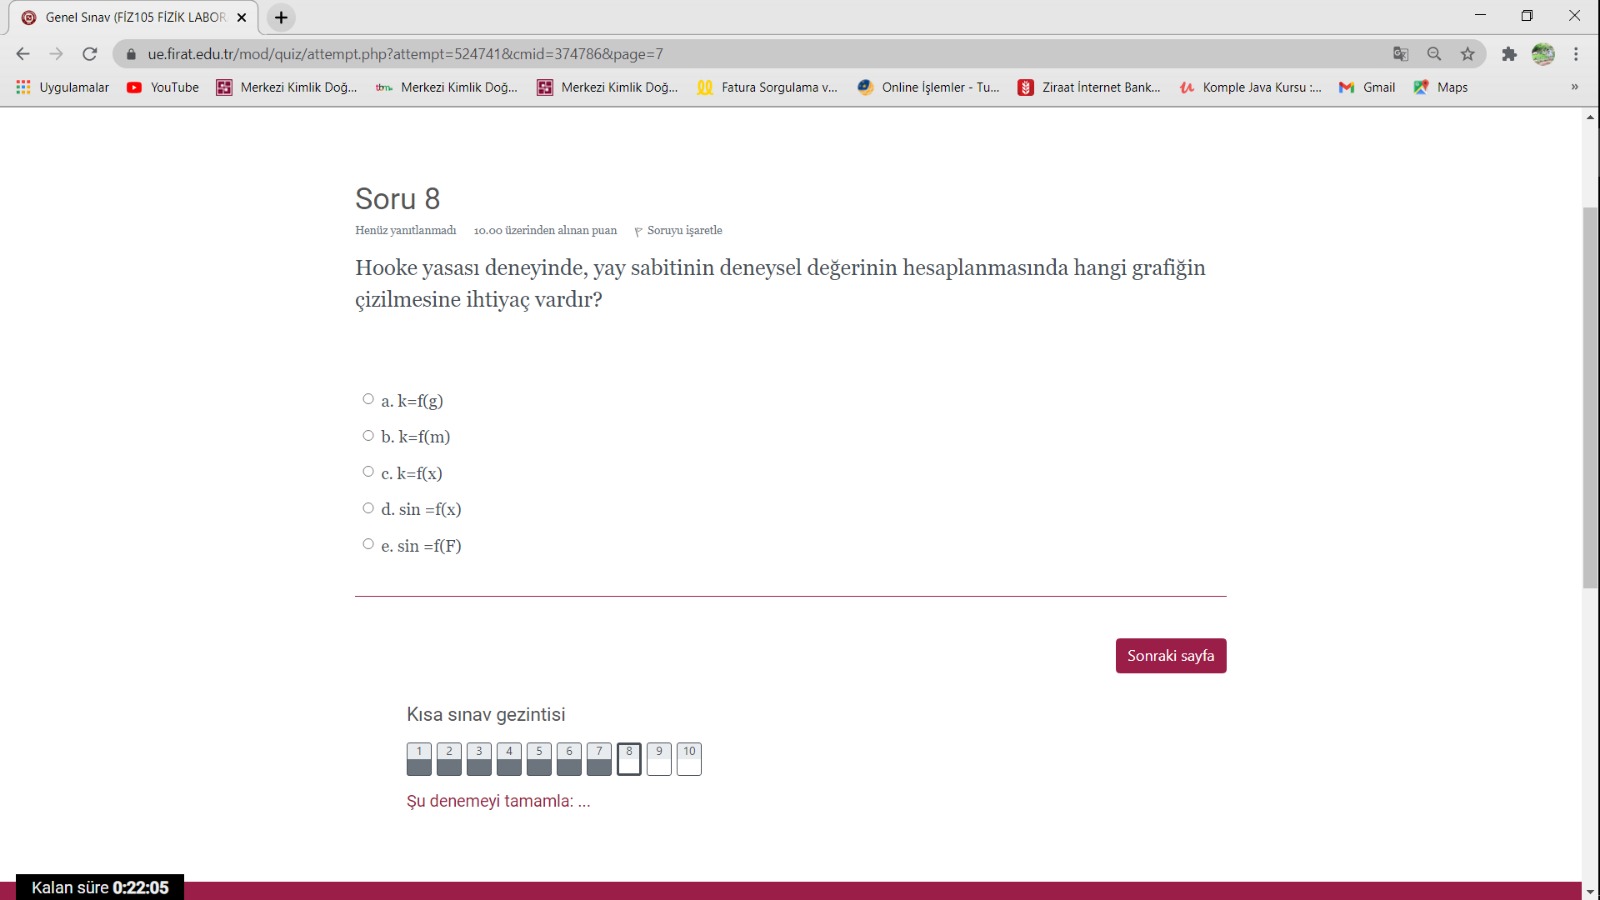 Genel Sınav (FİZ105 FİZİK LABOR
ue.firat.edu.tr/mod/quiz/attempt.php?attempt=524741&cmid=374786&page=7
Uygulamalar YouTube Merkezi Kimlik Doğ... tbmm Merkezi Kimlik Doğ... Merkezi Kimlik Doğ... Fatura Sorgulama v... Online İşlemler - Tu... Ziraat İnternet Bank... Komple Java Kursu :... Gmail Maps »
Soru 8
Henüz yanıtlanmadı 10.00 üzerinden alınan puan Soruyu işaretle
Hooke yasası deneyinde, yay sabitinin deneysel değerinin hesaplanmasında hangi grafiğin
çizilmesine ihtiyaç vardır?
a. k=f(g)
b. k=f(m)
c. k=f(x)
d. sin =f(x)
e. sin =f(F)
Sonraki sayfa
Kısa sınav gezintisi
1 2 3 4 5 6 7 8 9 10
Şu denemeyi tamamla: ...
Kalan süre 0:22:05